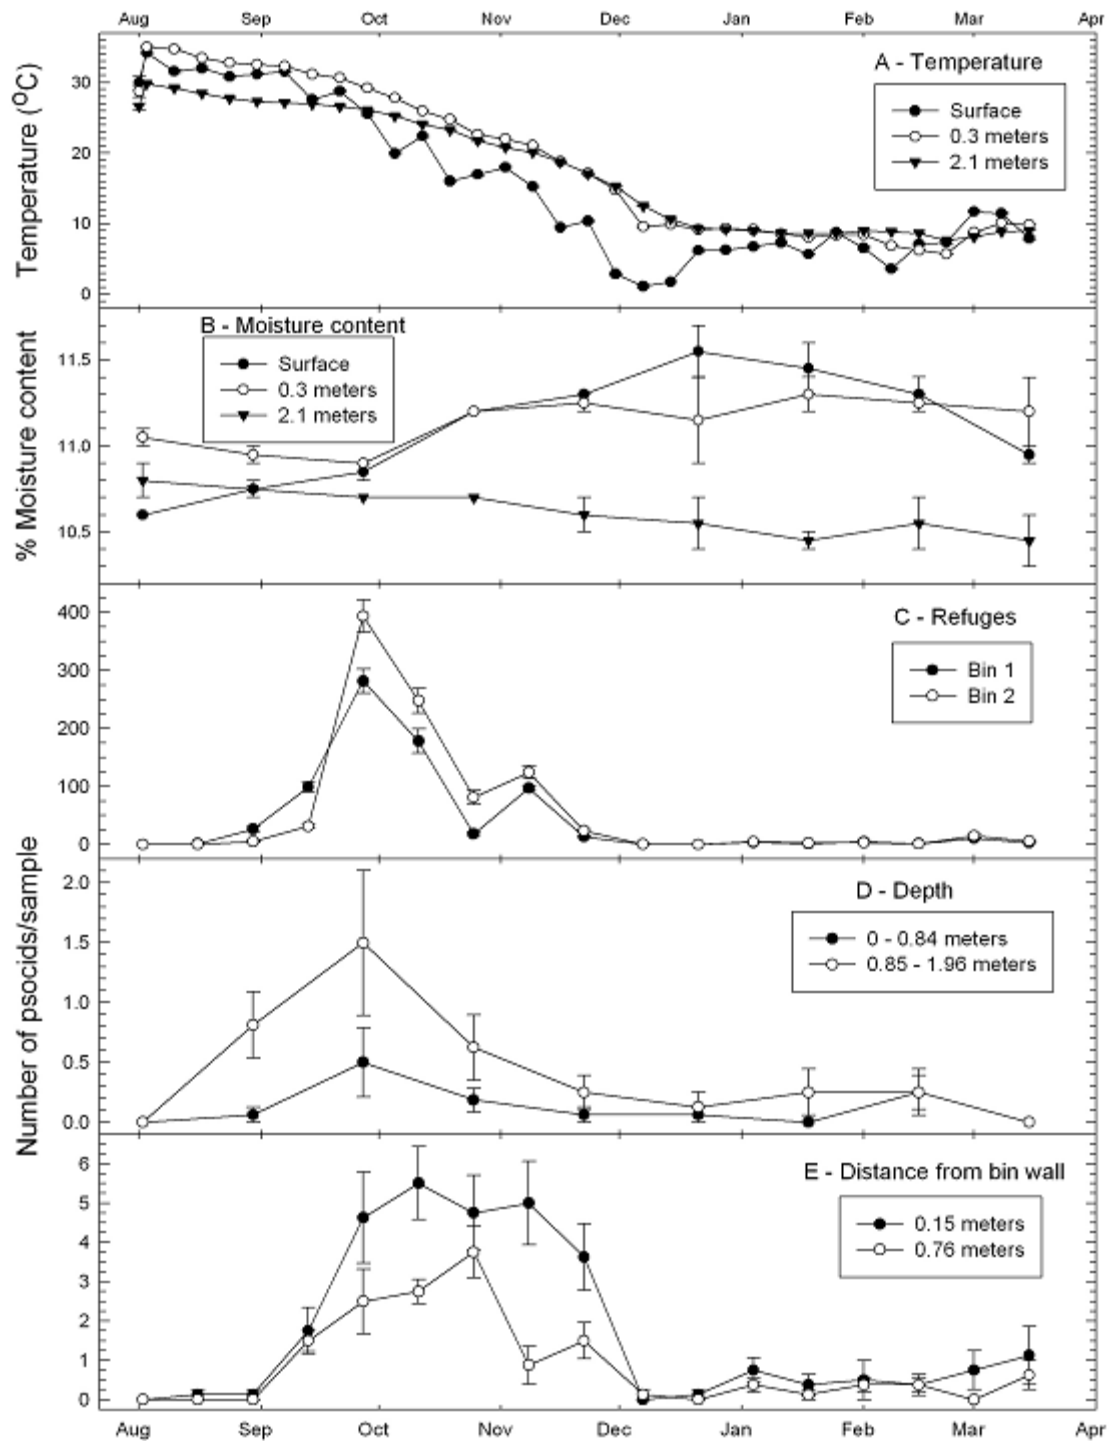 Aug Sep Oct Nov Dec Jan Feb Mar Apr
A - Temperature
Surface
0.3 meters
2.1 meters
Temperature (°C)
30
20
10
0
B - Moisture content
Surface
0.3 meters
2.1 meters
% Moisture content
11.5
11.0
10.5
C - Refuges
Bin 1
Bin 2
400
300
200
100
0
Number of psocids/sample
D - Depth
0 - 0.84 meters
0.85 - 1.96 meters
2.0
1.5
1.0
0.5
0.0
E - Distance from bin wall
0.15 meters
0.76 meters
6
5
4
3
2
1
0
Aug Sep Oct Nov Dec Jan Feb Mar Apr